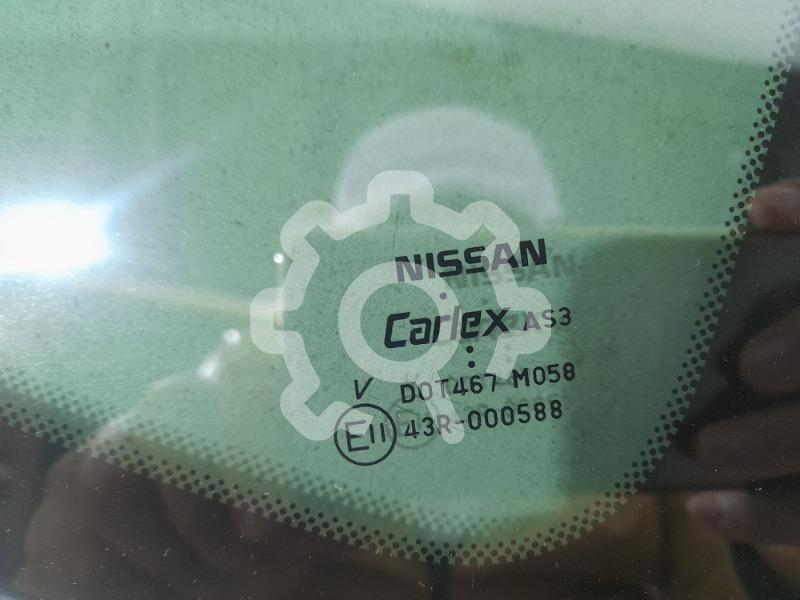 NISSAN
Carlex AS3
V DOT467 M058
E11 43R-000588